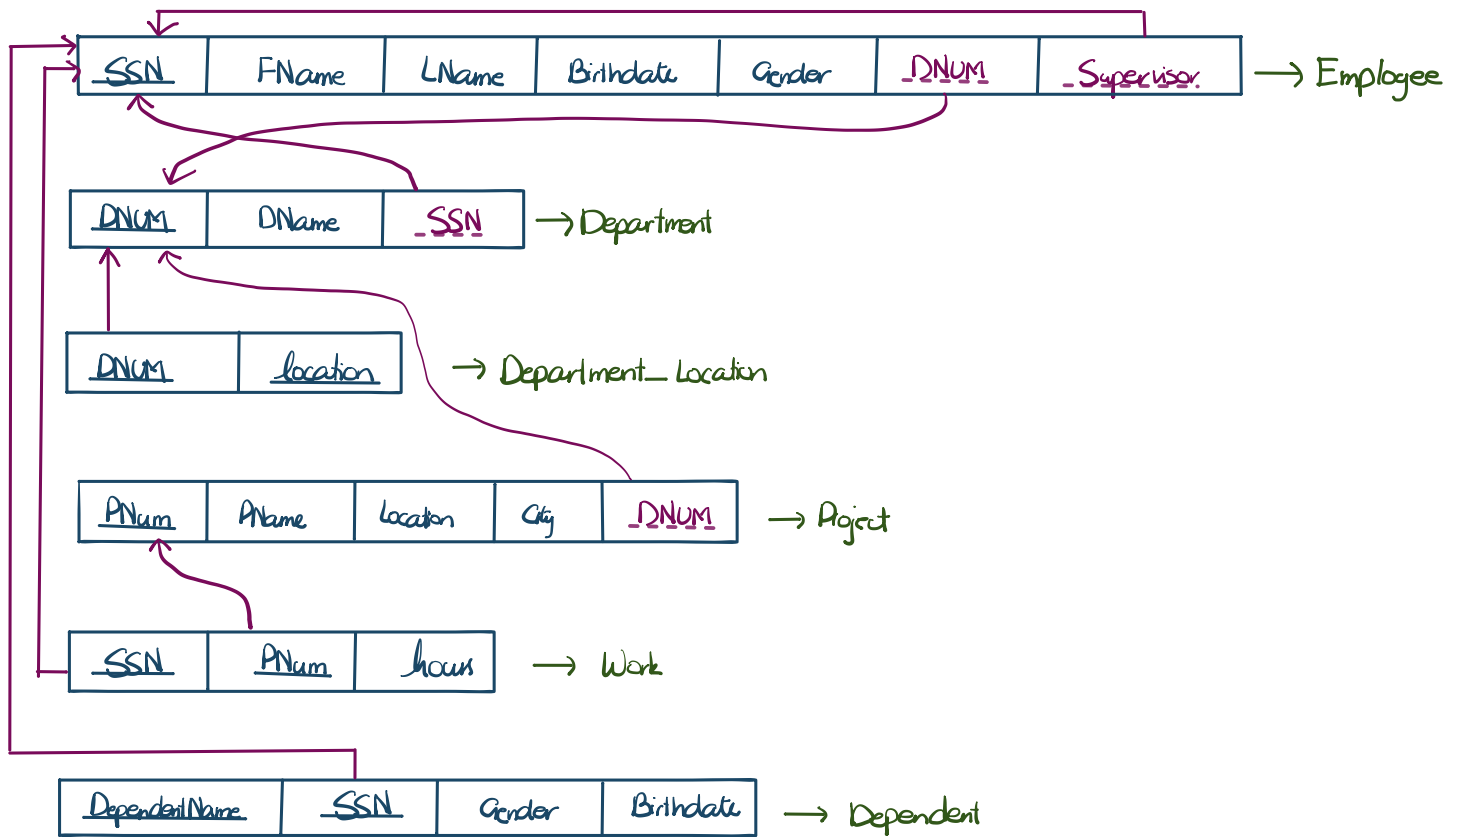 SSN FName LName Birthdate Gender DNUM Supervisor Employee
DNUM DName SSN Department
DNUM location Department_Location
PNum PName Location City DNUM Project
SSN PNum hours Work
DependentName SSN Gender Birthdate Dependent